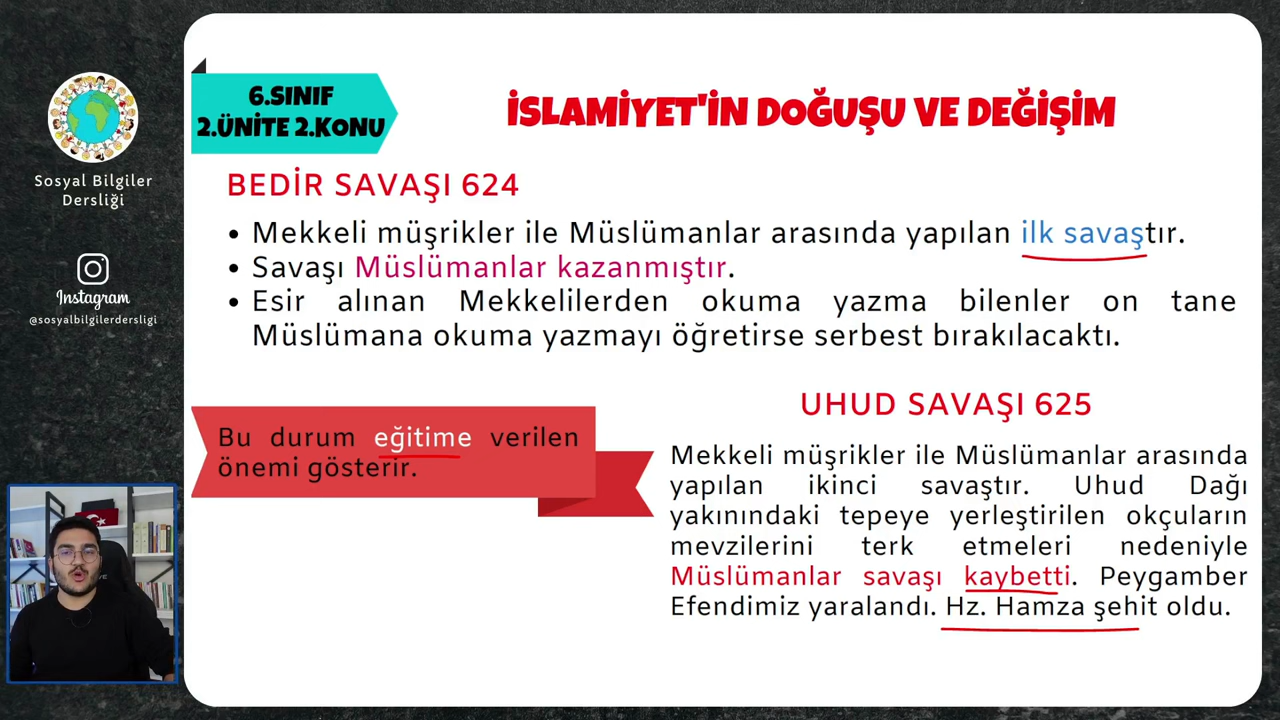 6.SINIF
2.ÜNİTE 2.KONU
İSLAMİYET'İN DOĞUŞU VE DEĞİŞİM
Sosyal Bilgiler
Dersliği
Instagram
@sosyalbilgilerdersligi
BEDİR SAVAŞI 624
• Mekkeli müşrikler ile Müslümanlar arasında yapılan ilk savaştır.
• Savaşı Müslümanlar kazanmıştır.
• Esir alınan Mekkelilerden okuma yazma bilenler on tane
Müslümana okuma yazmayı öğretirse serbest bırakılacaktı.
Bu durum eğitime verilen
önemi gösterir.
UHUD SAVAŞI 625
Mekkeli müşrikler ile Müslümanlar arasında
yapılan ikinci savaştır. Uhud Dağı
yakınındaki tepeye yerleştirilen okçuların
mevzilerini terk etmeleri nedeniyle
Müslümanlar savaşı kaybetti. Peygamber
Efendimiz yaralandı. Hz. Hamza şehit oldu.